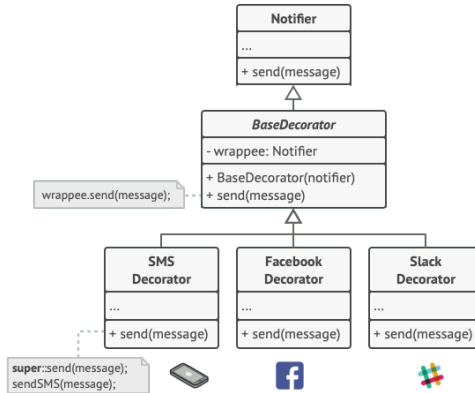 Notifier
...
+ send(message)
BaseDecorator
- wrappee: Notifier
+ BaseDecorator(notifier)
+ send(message)
wrappee.send(message);
SMS
Decorator
...
+ send(message)
Facebook
Decorator
...
+ send(message)
Slack
Decorator
...
+ send(message)
super::send(message);
sendSMS(message);